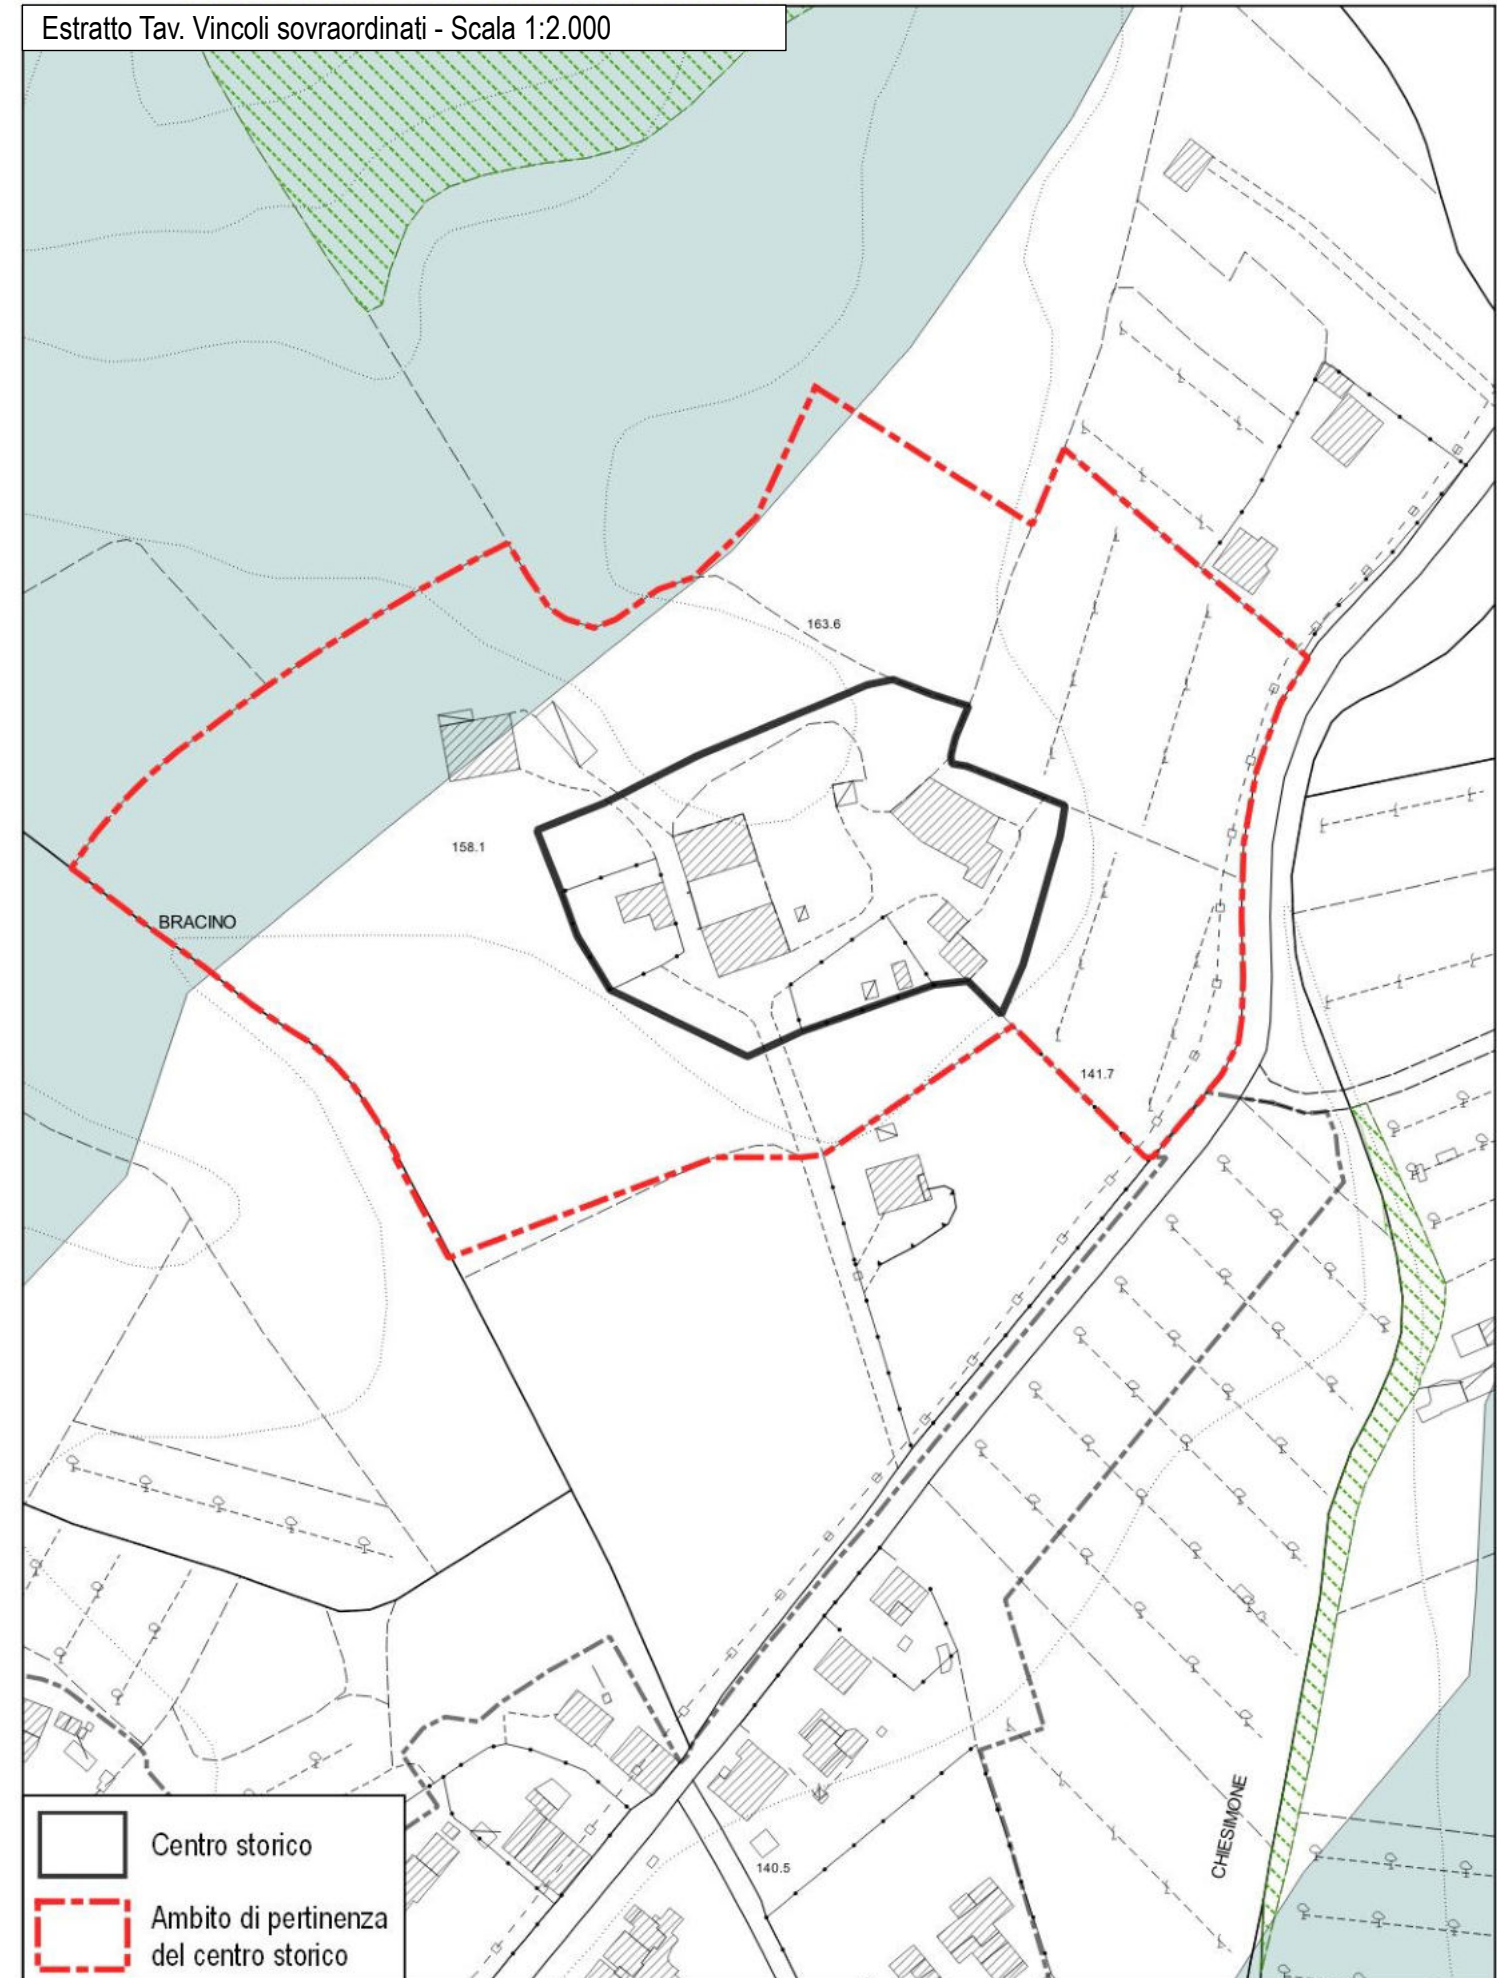 Estratto Tav. Vincoli sovraordinati - Scala 1:2.000
163.6
158.1
BRACINO
141.7
CHIESIMONE
140.5
Centro storico
Ambito di pertinenza
del centro storico